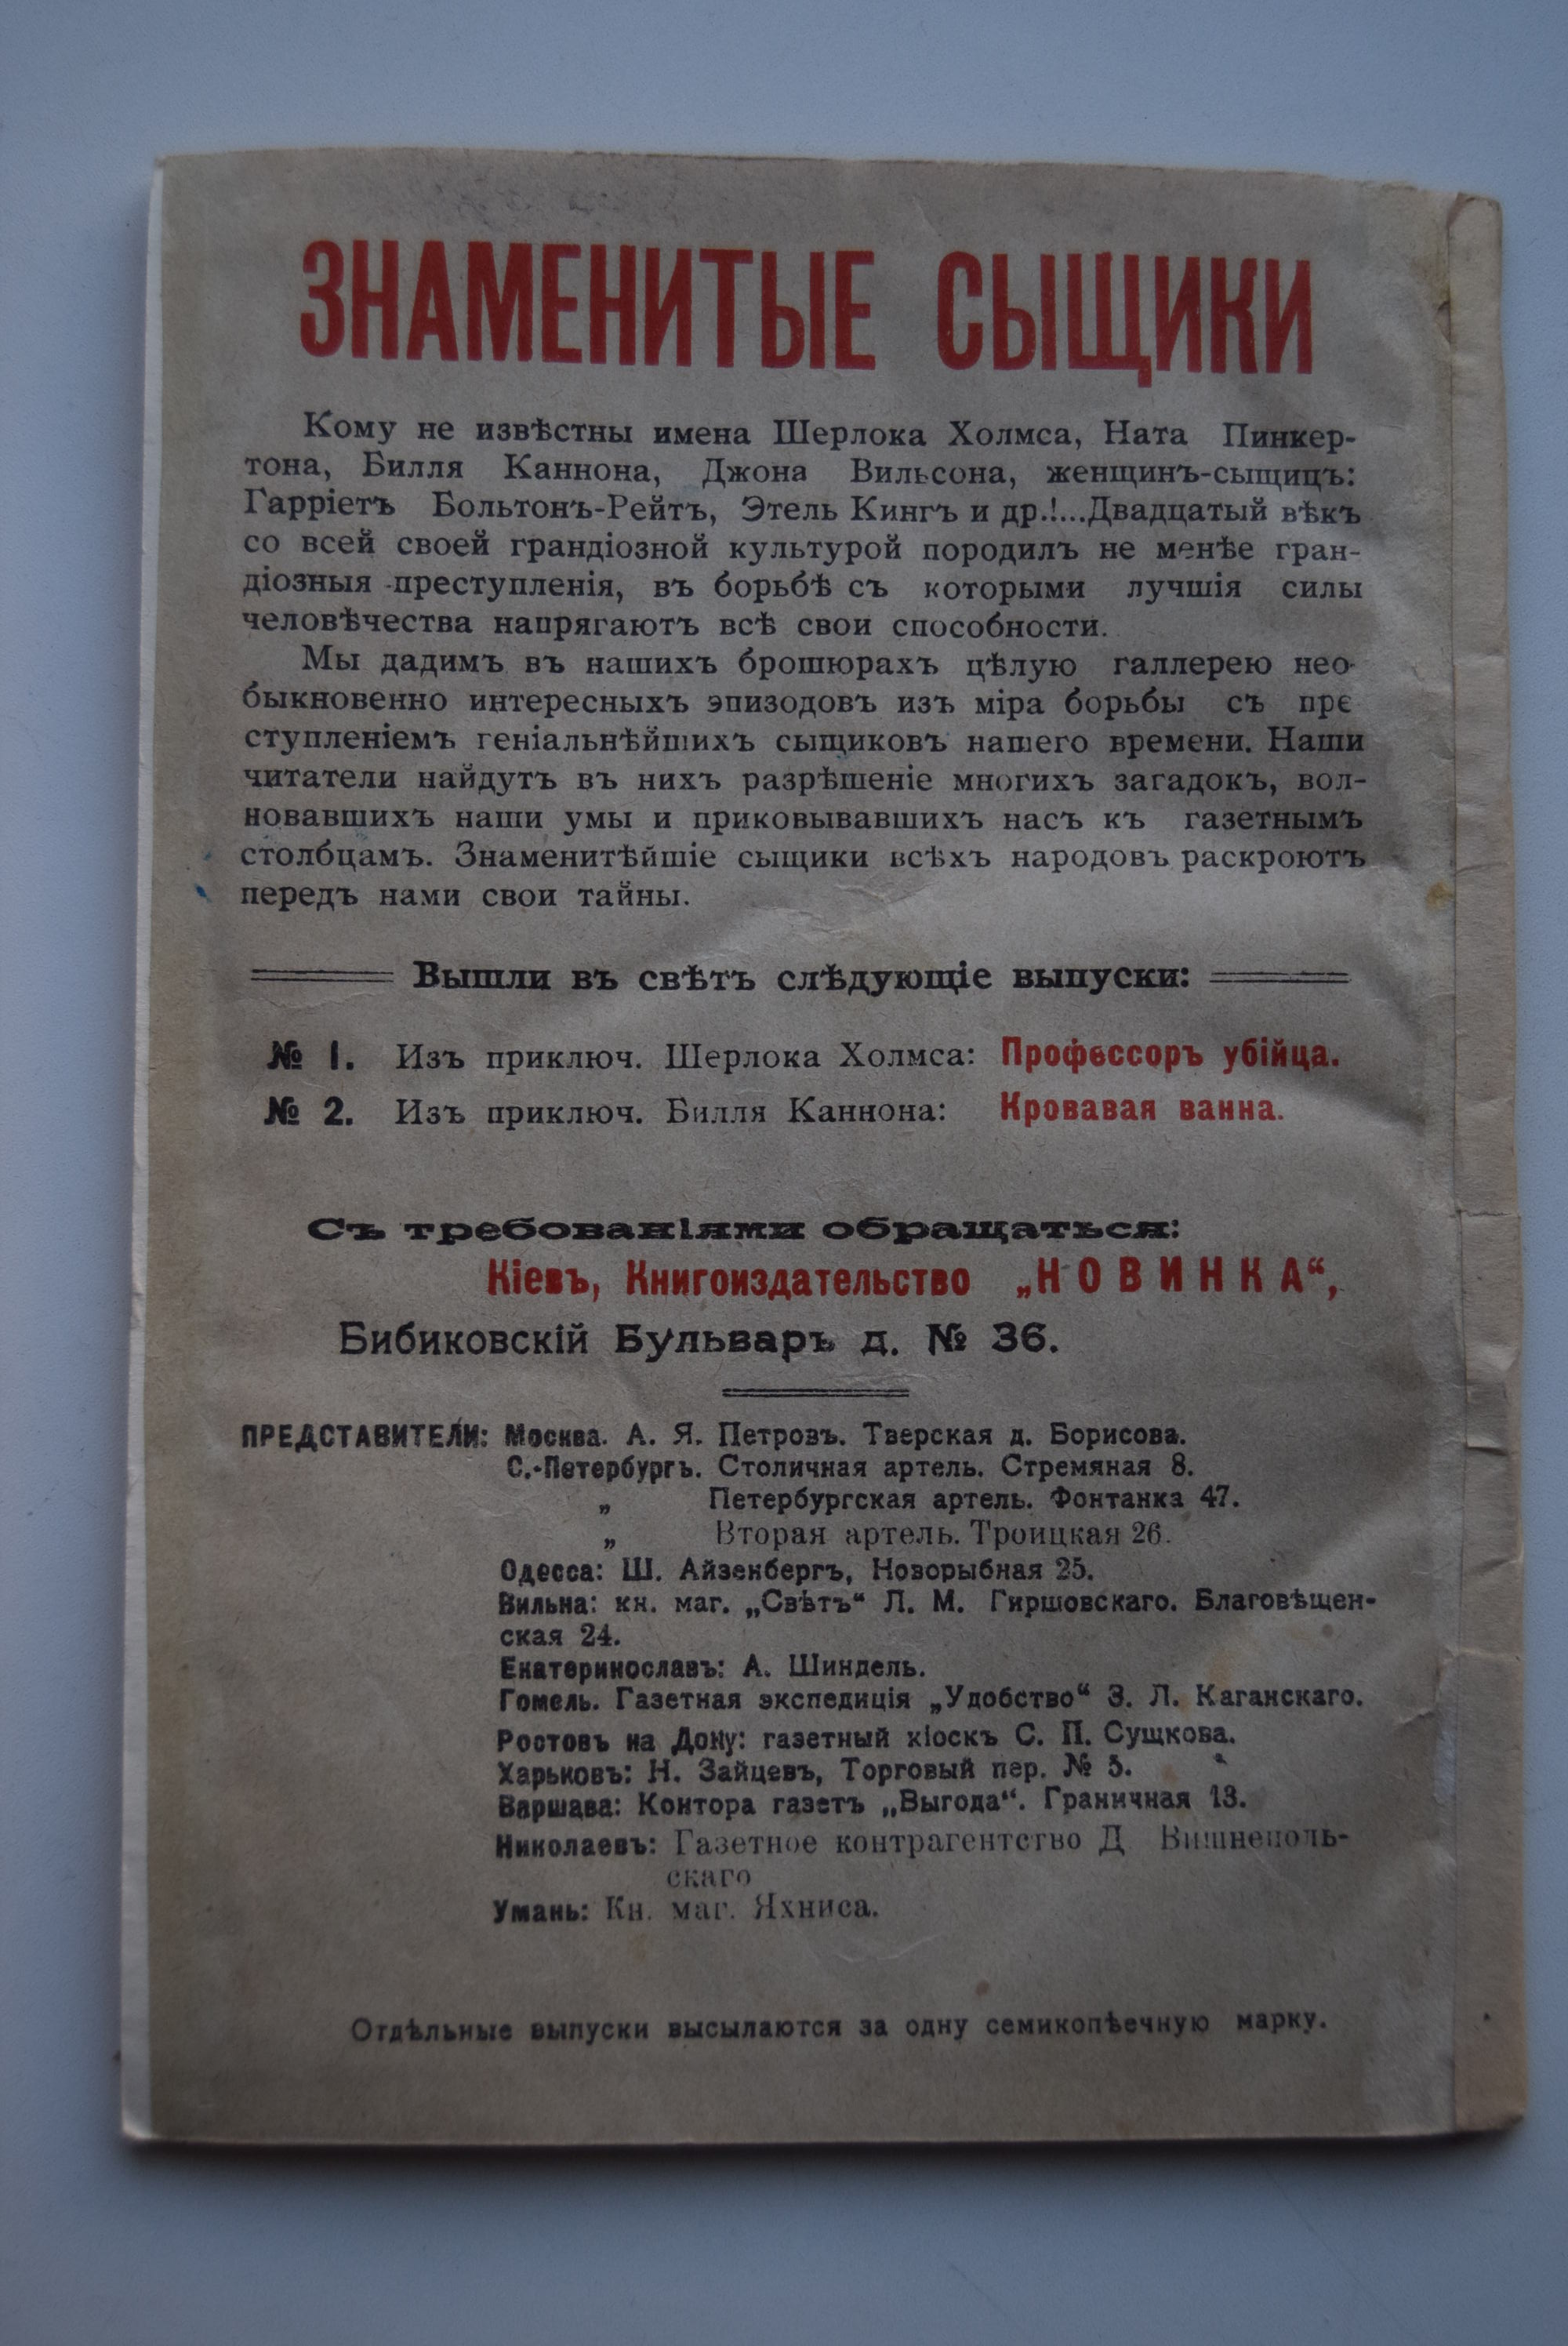 ЗНАМЕНИТЫЕ СЫЩИКИ
Кому не извѣстны имена Шерлока Холмса, Ната Пинкер-
тона, Билля Каннона, Джона Вильсона, женщинъ-сыщицъ:
Гарріетъ Больтонъ-Рейтъ, Этель Кингъ и др.!...Двадцатый вѣкъ
со всей своей грандіозной культурой породилъ не менѣе гран-
діозныя преступленія, въ борьбѣ съ которыми лучшія силы
человѣчества напрягаютъ всѣ свои способности.
Мы дадимъ въ нашихъ брошюрахъ цѣлую галлерею нео-
быкновенно интересныхъ эпизодовъ изъ міра борьбы съ пре
ступленіемъ геніальнѣйшихъ сыщиковъ нашего времени. Наши
читатели найдутъ въ нихъ разрѣшеніе многихъ загадокъ, вол-
новавшихъ наши умы и приковывавшихъ насъ къ газетнымъ
столбцамъ. Знаменитѣйшіе сыщики всѣхъ народовъ раскроютъ
передъ нами свои тайны.
Вышли въ свѣтъ слѣдующіе выпуски:
№ 1. Изъ приключ. Шерлока Холмса: Профессоръ убійца.
№ 2. Изъ приключ. Билля Каннона: Кровавая ванна.
Съ требованіями обращаться:
Кіевъ, Книгоиздательство „НОВИНКА“,
Бибиковскій Бульваръ д. № 36.
ПРЕДСТАВИТЕЛИ: Москва. А. Я. Петровъ. Тверская д. Борисова.
С.-Петербургъ. Столичная артель. Стремяная 8.
„ Петербургская артель. Фонтанка 47.
„ Вторая артель. Троицкая 26.
Одесса: Ш. Айзенбергъ, Новорыбная 25.
Вильна: кн. маг. „Свѣтъ“ Л. М. Гиршовскаго. Благовѣщен-
ская 24.
Екатеринославъ: А. Шиндель.
Гомель. Газетная экспедиція „Удобство“ З. Л. Каганскаго.
Ростовъ на Дону: газетный кіоскъ С. П. Сущкова.
Харьковъ: Н. Зайцевъ, Торговый пер. № 5.
Варшава: Контора газетъ „Выгода“. Граничная 13.
Николаевъ: Газетное контрагентство Д Вишнеполь-
скаго
Умань: Кн. маг. Яхниса.
Отдѣльные выпуски высылаются за одну семикопѣечную марку.